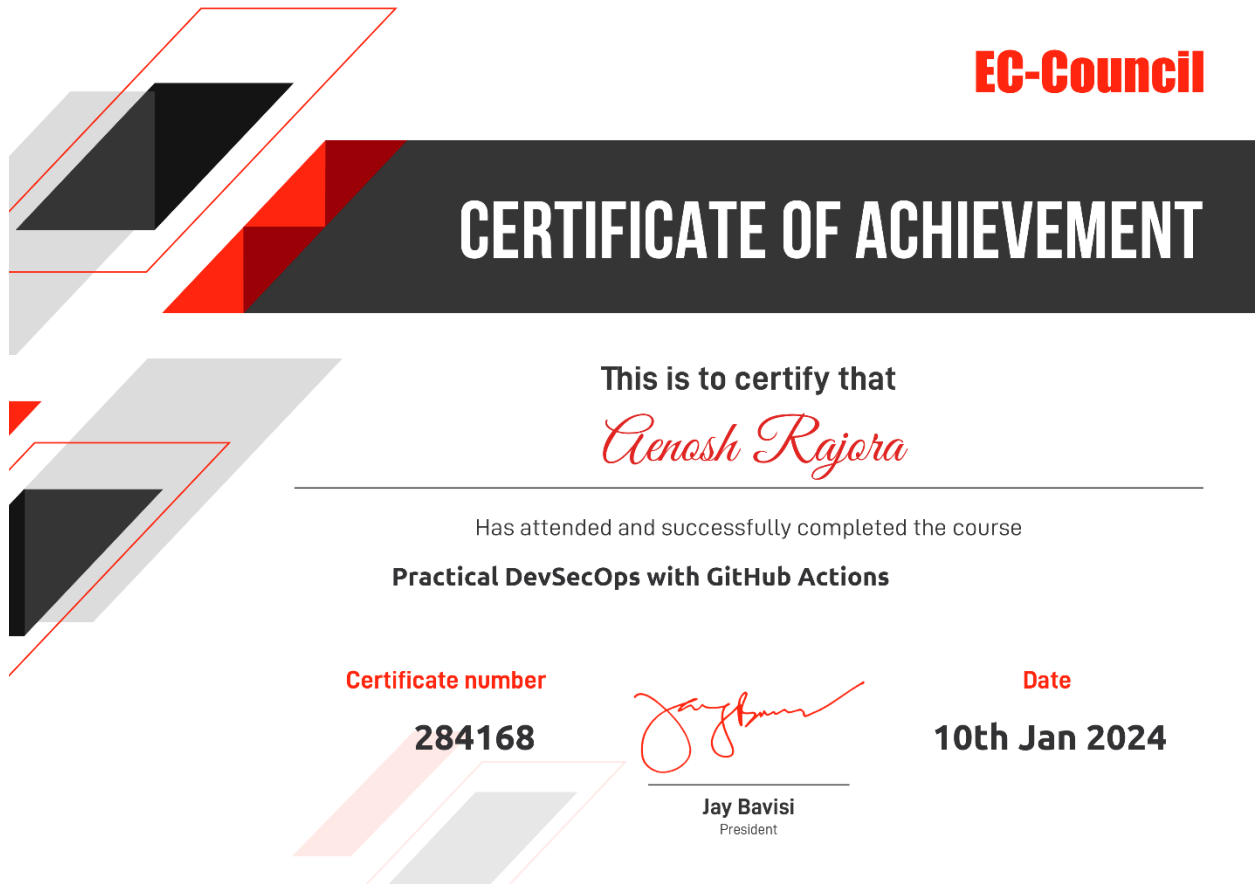 EC-Council
CERTIFICATE OF ACHIEVEMENT
This is to certify that
Aenosh Rajora
Has attended and successfully completed the course
Practical DevSecOps with GitHub Actions
Certificate number
284168
Jay Bavisi
President
Date
10th Jan 2024